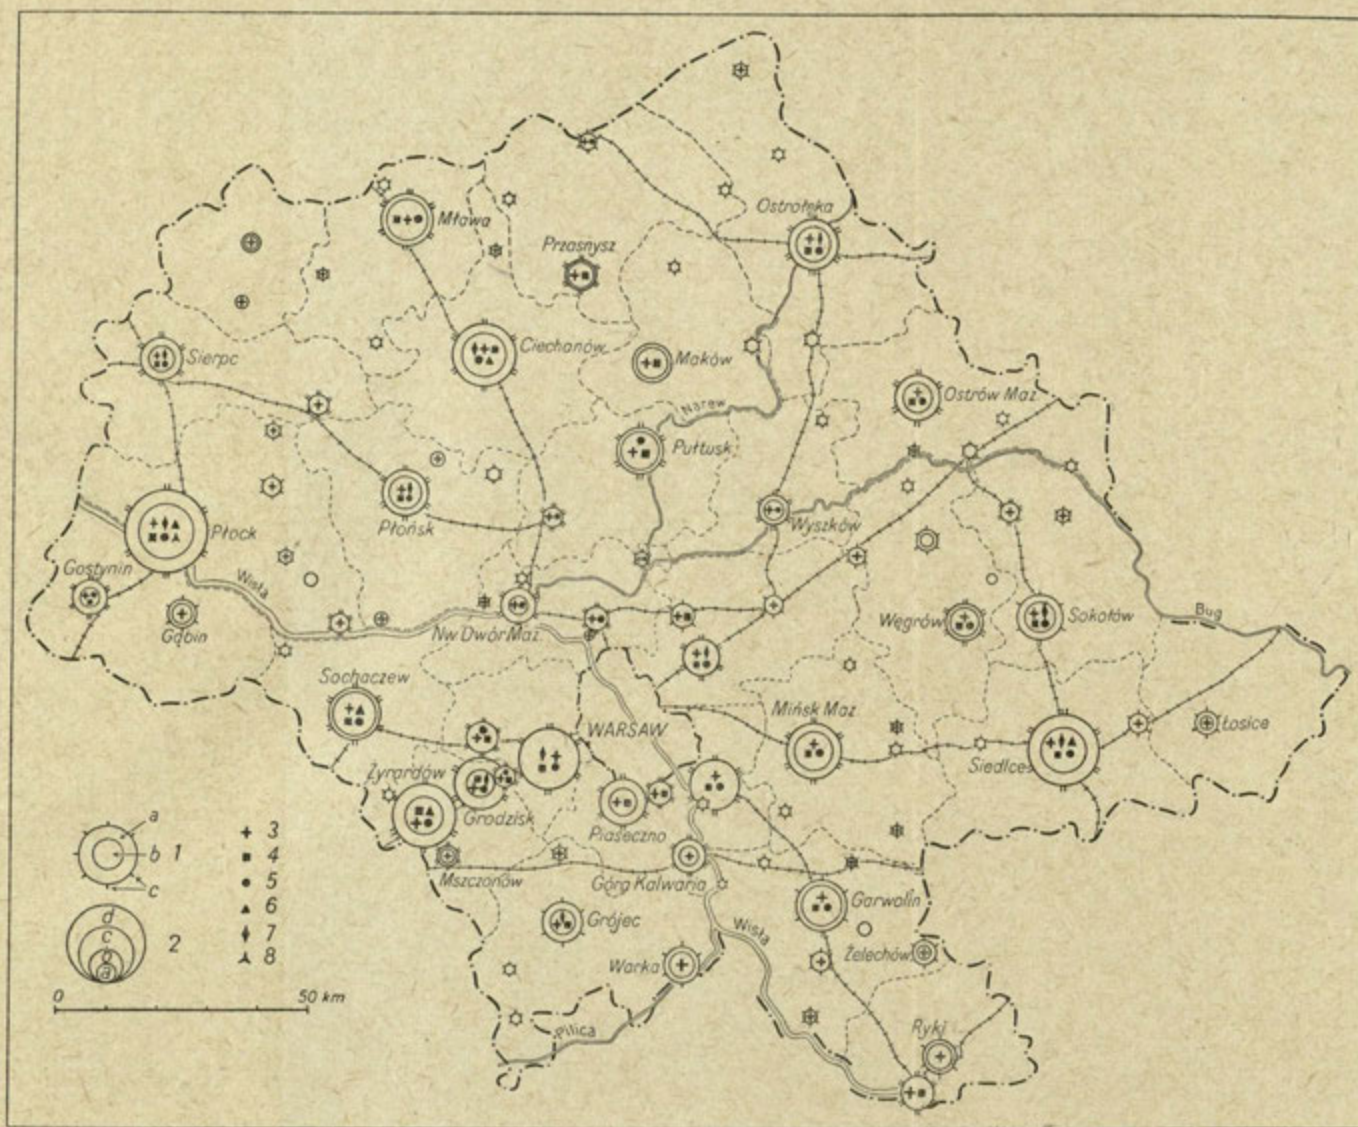 Ostrołęka
Mława
Przasnysz
Sierpc
Ciechanów
Maków
Ostrów Maz
Narew
Pułtusk
Płońsk
Wyszków
Płock
Gostynin
Wisła
Gąbin
Nw. Dwór Maz
Węgrów
Sokołów
Bug
Sochaczew
WARSAW
Mińsk Maz
Siedlces
Łosice
Żyrardów
Grodzisk
Piaseczno
a
b 1
c
3
4
5
6
7
8
d
c
b
a
2
0 50 km
Mszczonów
Góra Kalwaria
Grójec
Garwolin
Wisła
Żelechów
Warka
Pilica
Ryki